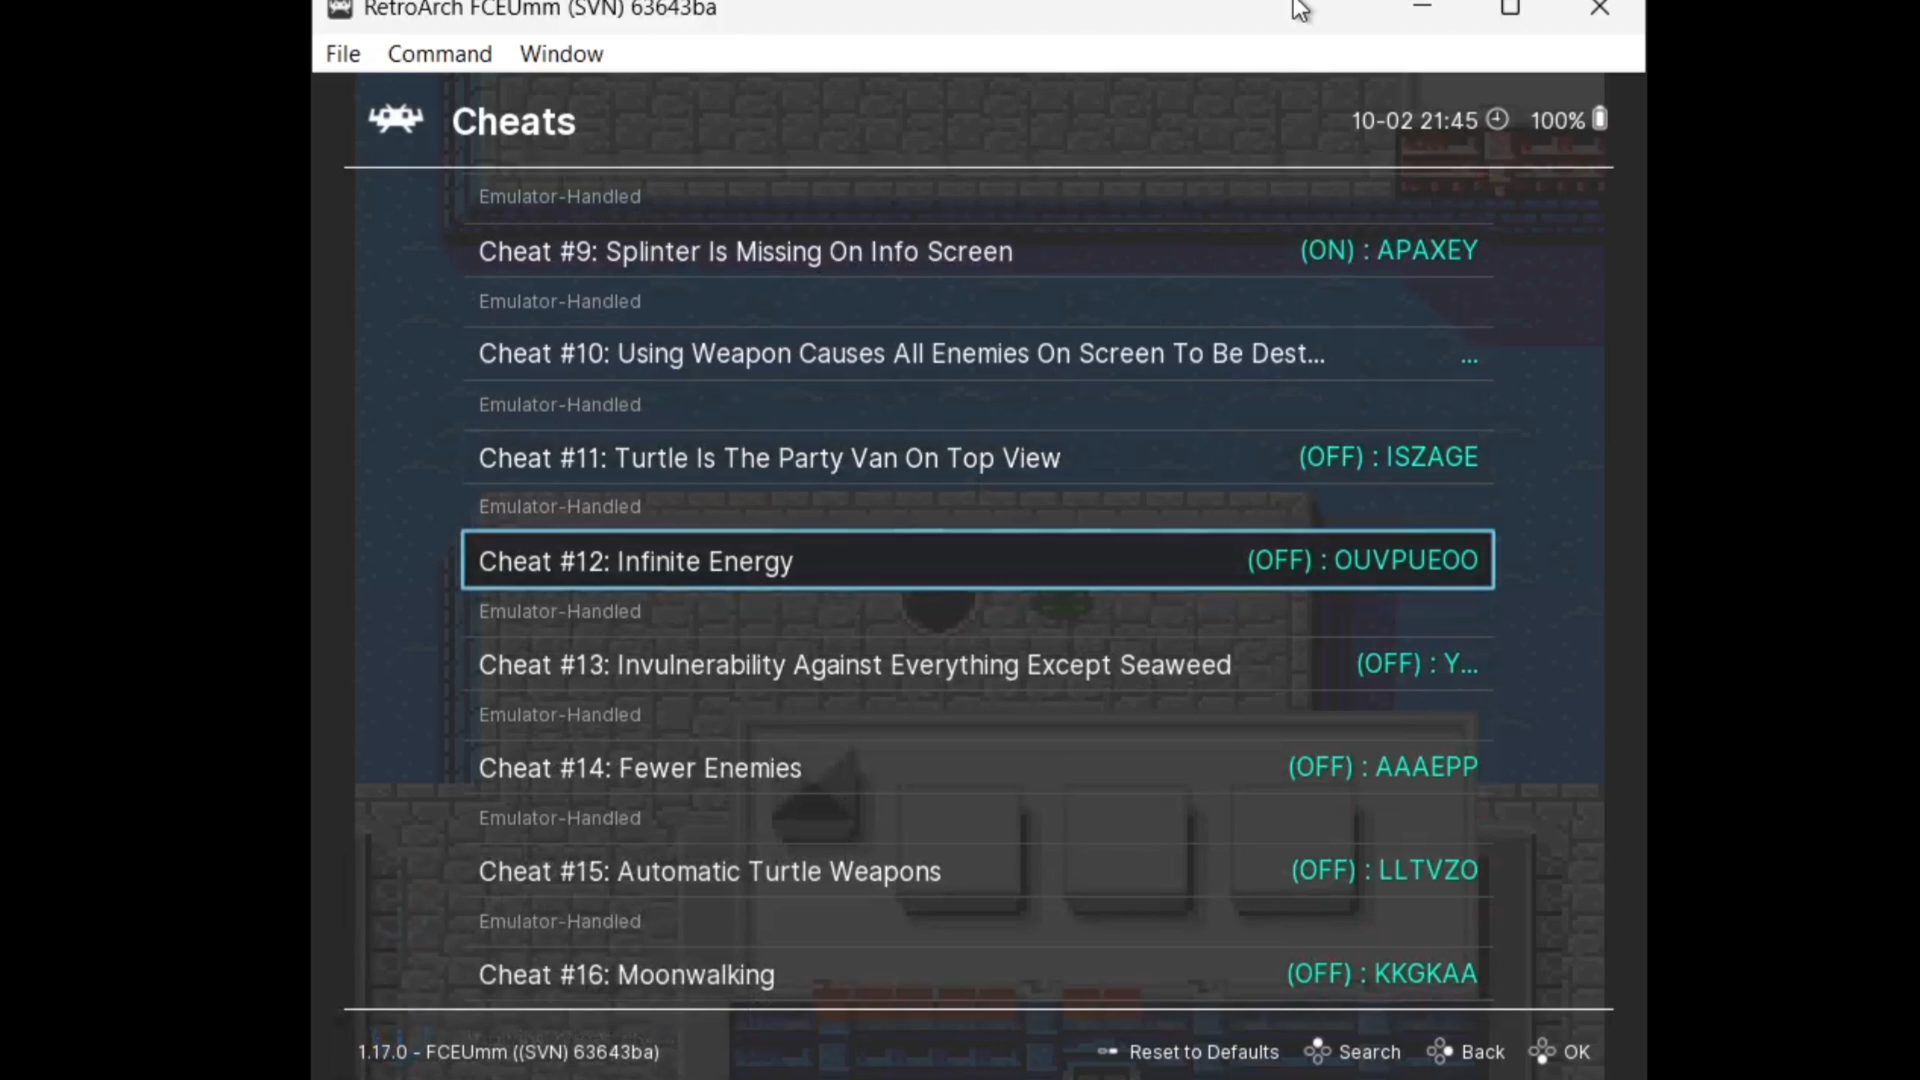 RetroArch FCEUmm (SVN) 63643ba
File Command Window
Cheats 10-02 21:45 100%
Emulator-Handled
Cheat #9: Splinter Is Missing On Info Screen (ON) : APAXEY
Emulator-Handled
Cheat #10: Using Weapon Causes All Enemies On Screen To Be Dest... ...
Emulator-Handled
Cheat #11: Turtle Is The Party Van On Top View (OFF) : ISZAGE
Emulator-Handled
Cheat #12: Infinite Energy (OFF) : OUVPUEOO
Emulator-Handled
Cheat #13: Invulnerability Against Everything Except Seaweed (OFF) : Y...
Emulator-Handled
Cheat #14: Fewer Enemies (OFF) : AAAEPP
Emulator-Handled
Cheat #15: Automatic Turtle Weapons (OFF) : LLTVZO
Emulator-Handled
Cheat #16: Moonwalking (OFF) : KKGKAA
1.17.0 - FCEUmm ((SVN) 63643ba) Reset to Defaults Search Back OK